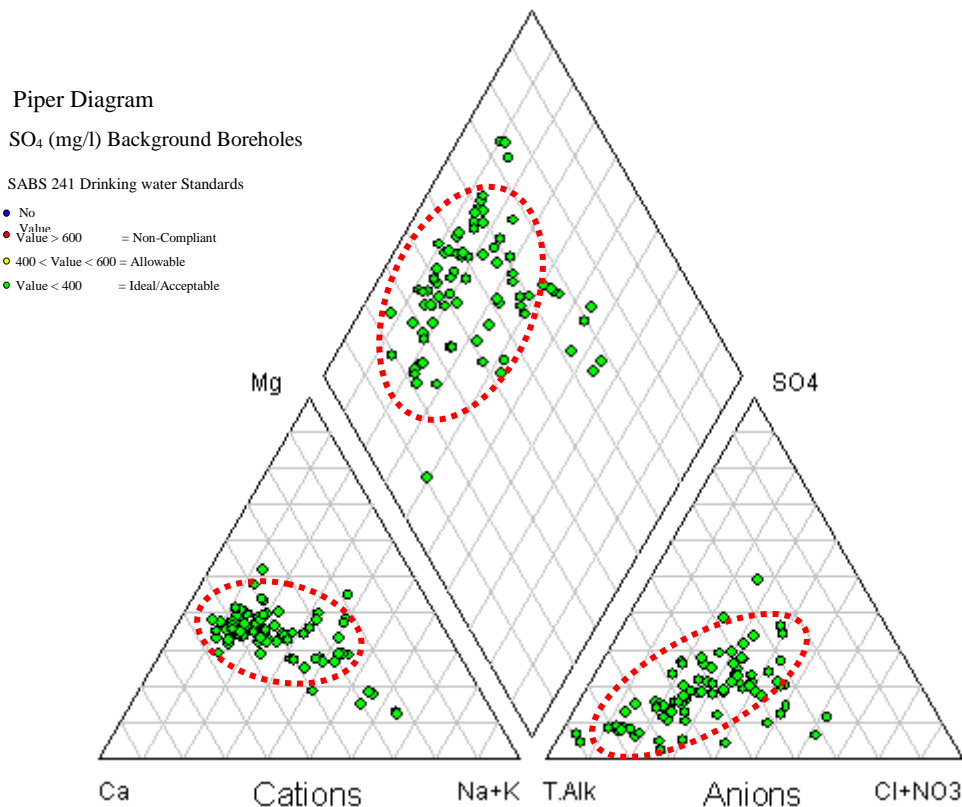 Piper Diagram
SO₄ (mg/l) Background Boreholes
SABS 241 Drinking water Standards
No
Value
Value > 600 = Non-Compliant
400 < Value < 600 = Allowable
Value < 400 = Ideal/Acceptable
Mg
SO4
Ca
Cations
Na+K
T.Alk
Anions
Cl+NO3